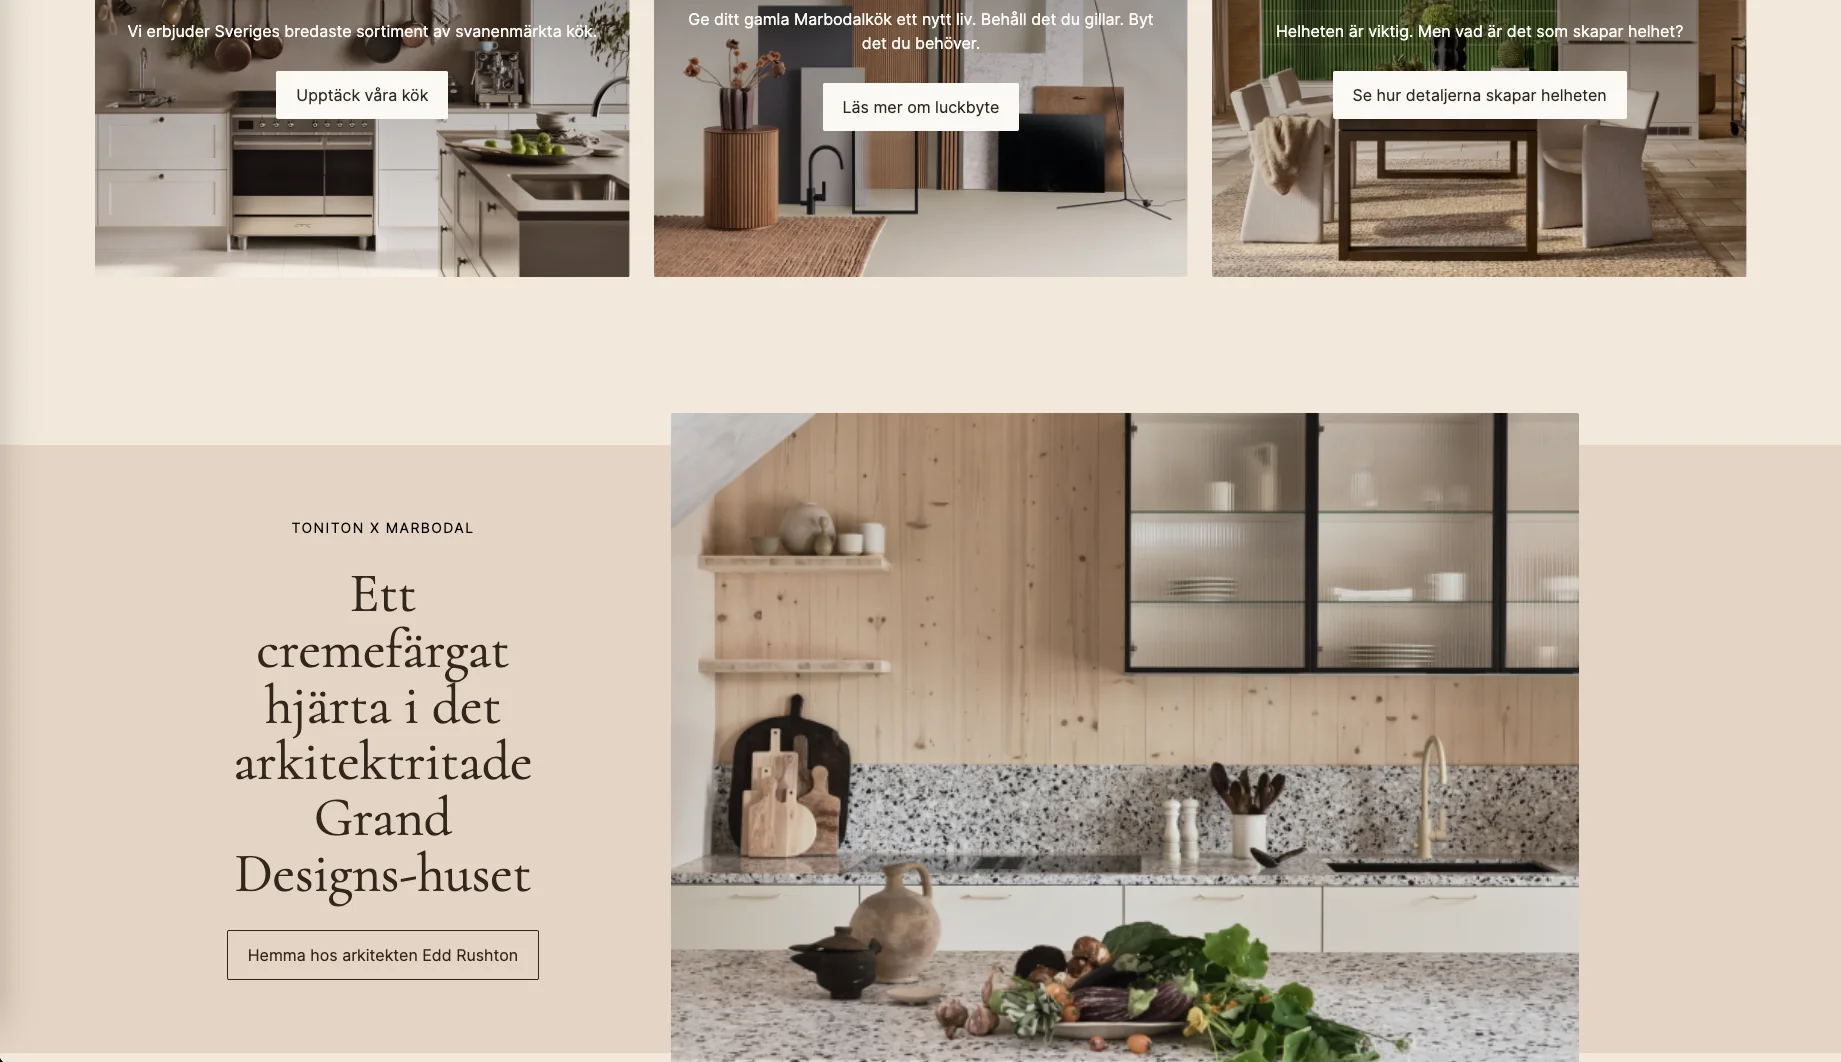 Vi erbjuder Sveriges bredaste sortiment av svanenmärkta kök.
Upptäck våra kök
Ge ditt gamla Marbodalkök ett nytt liv. Behåll det du gillar. Byt
det du behöver.
Läs mer om luckbyte
Helheten är viktig. Men vad är det som skapar helhet?
Se hur detaljerna skapar helheten
TONITON X MARBODAL
Ett
cremefärgat
hjärta i det
arkitektritade
Grand
Designs-huset
Hemma hos arkitekten Edd Rushton